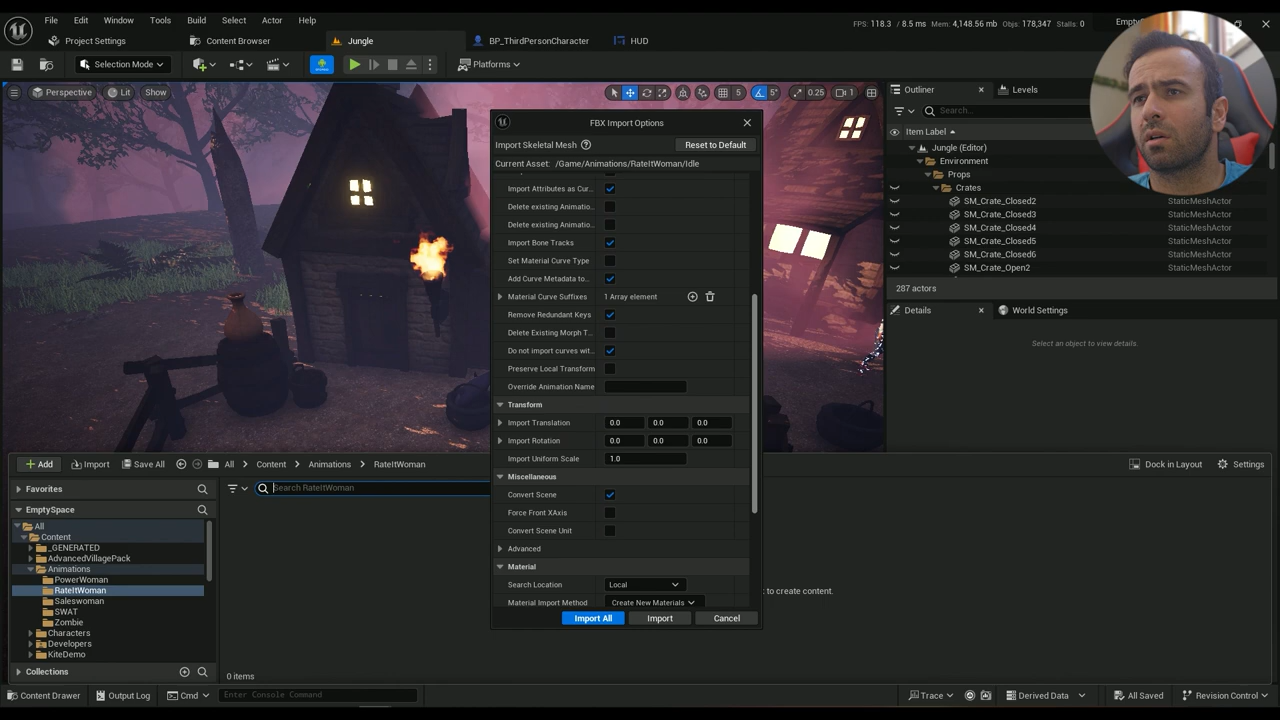 File Edit Window Tools Build Select Actor Help
FPS: 118.3 / 8.5 ms Mem: 4,148.56 mb Objs: 178,347 Stalls: 0
Project Settings Content Browser Jungle BP_ThirdPersonCharacter HUD
Selection Mode Platforms
Perspective Lit Show
5 5° 0.25 1
Outliner Levels
Search...
Item Label
Jungle (Editor)
Environment
Props
Crates
SM_Crate_Closed2 StaticMeshActor
SM_Crate_Closed3 StaticMeshActor
SM_Crate_Closed4 StaticMeshActor
SM_Crate_Closed5 StaticMeshActor
SM_Crate_Closed6 StaticMeshActor
SM_Crate_Open2 StaticMeshActor
287 actors
Details World Settings
Select an object to view details.
FBX Import Options
Import Skeletal Mesh Reset to Default
Current Asset: /Game/Animations/RateItWoman/Idle
Import Attributes as Cur...
Delete existing Animatio...
Delete existing Animatio...
Import Bone Tracks
Set Material Curve Type
Add Curve Metadata to...
Material Curve Suffixes 1 Array element
Remove Redundant Keys
Delete Existing Morph T...
Do not import curves wit...
Preserve Local Transform
Override Animation Name
Transform
Import Translation 0.0 0.0 0.0
Import Rotation 0.0 0.0 0.0
Import Uniform Scale 1.0
Miscellaneous
Convert Scene
Force Front XAxis
Convert Scene Unit
Advanced
Material
Search Location Local
Material Import Method Create New Materials
Import All Import Cancel
Add Import Save All All Content Animations RateItWoman
Dock in Layout Settings
Favorites
Search RateItWoman
EmptySpace
All
Content
_GENERATED
AdvancedVillagePack
Animations
PowerWoman
RateItWoman
Saleswoman
SWAT
Zombie
Characters
Developers
KiteDemo
Collections
to create content.
0 items
Content Drawer Output Log Cmd Enter Console Command
Trace Derived Data All Saved Revision Control